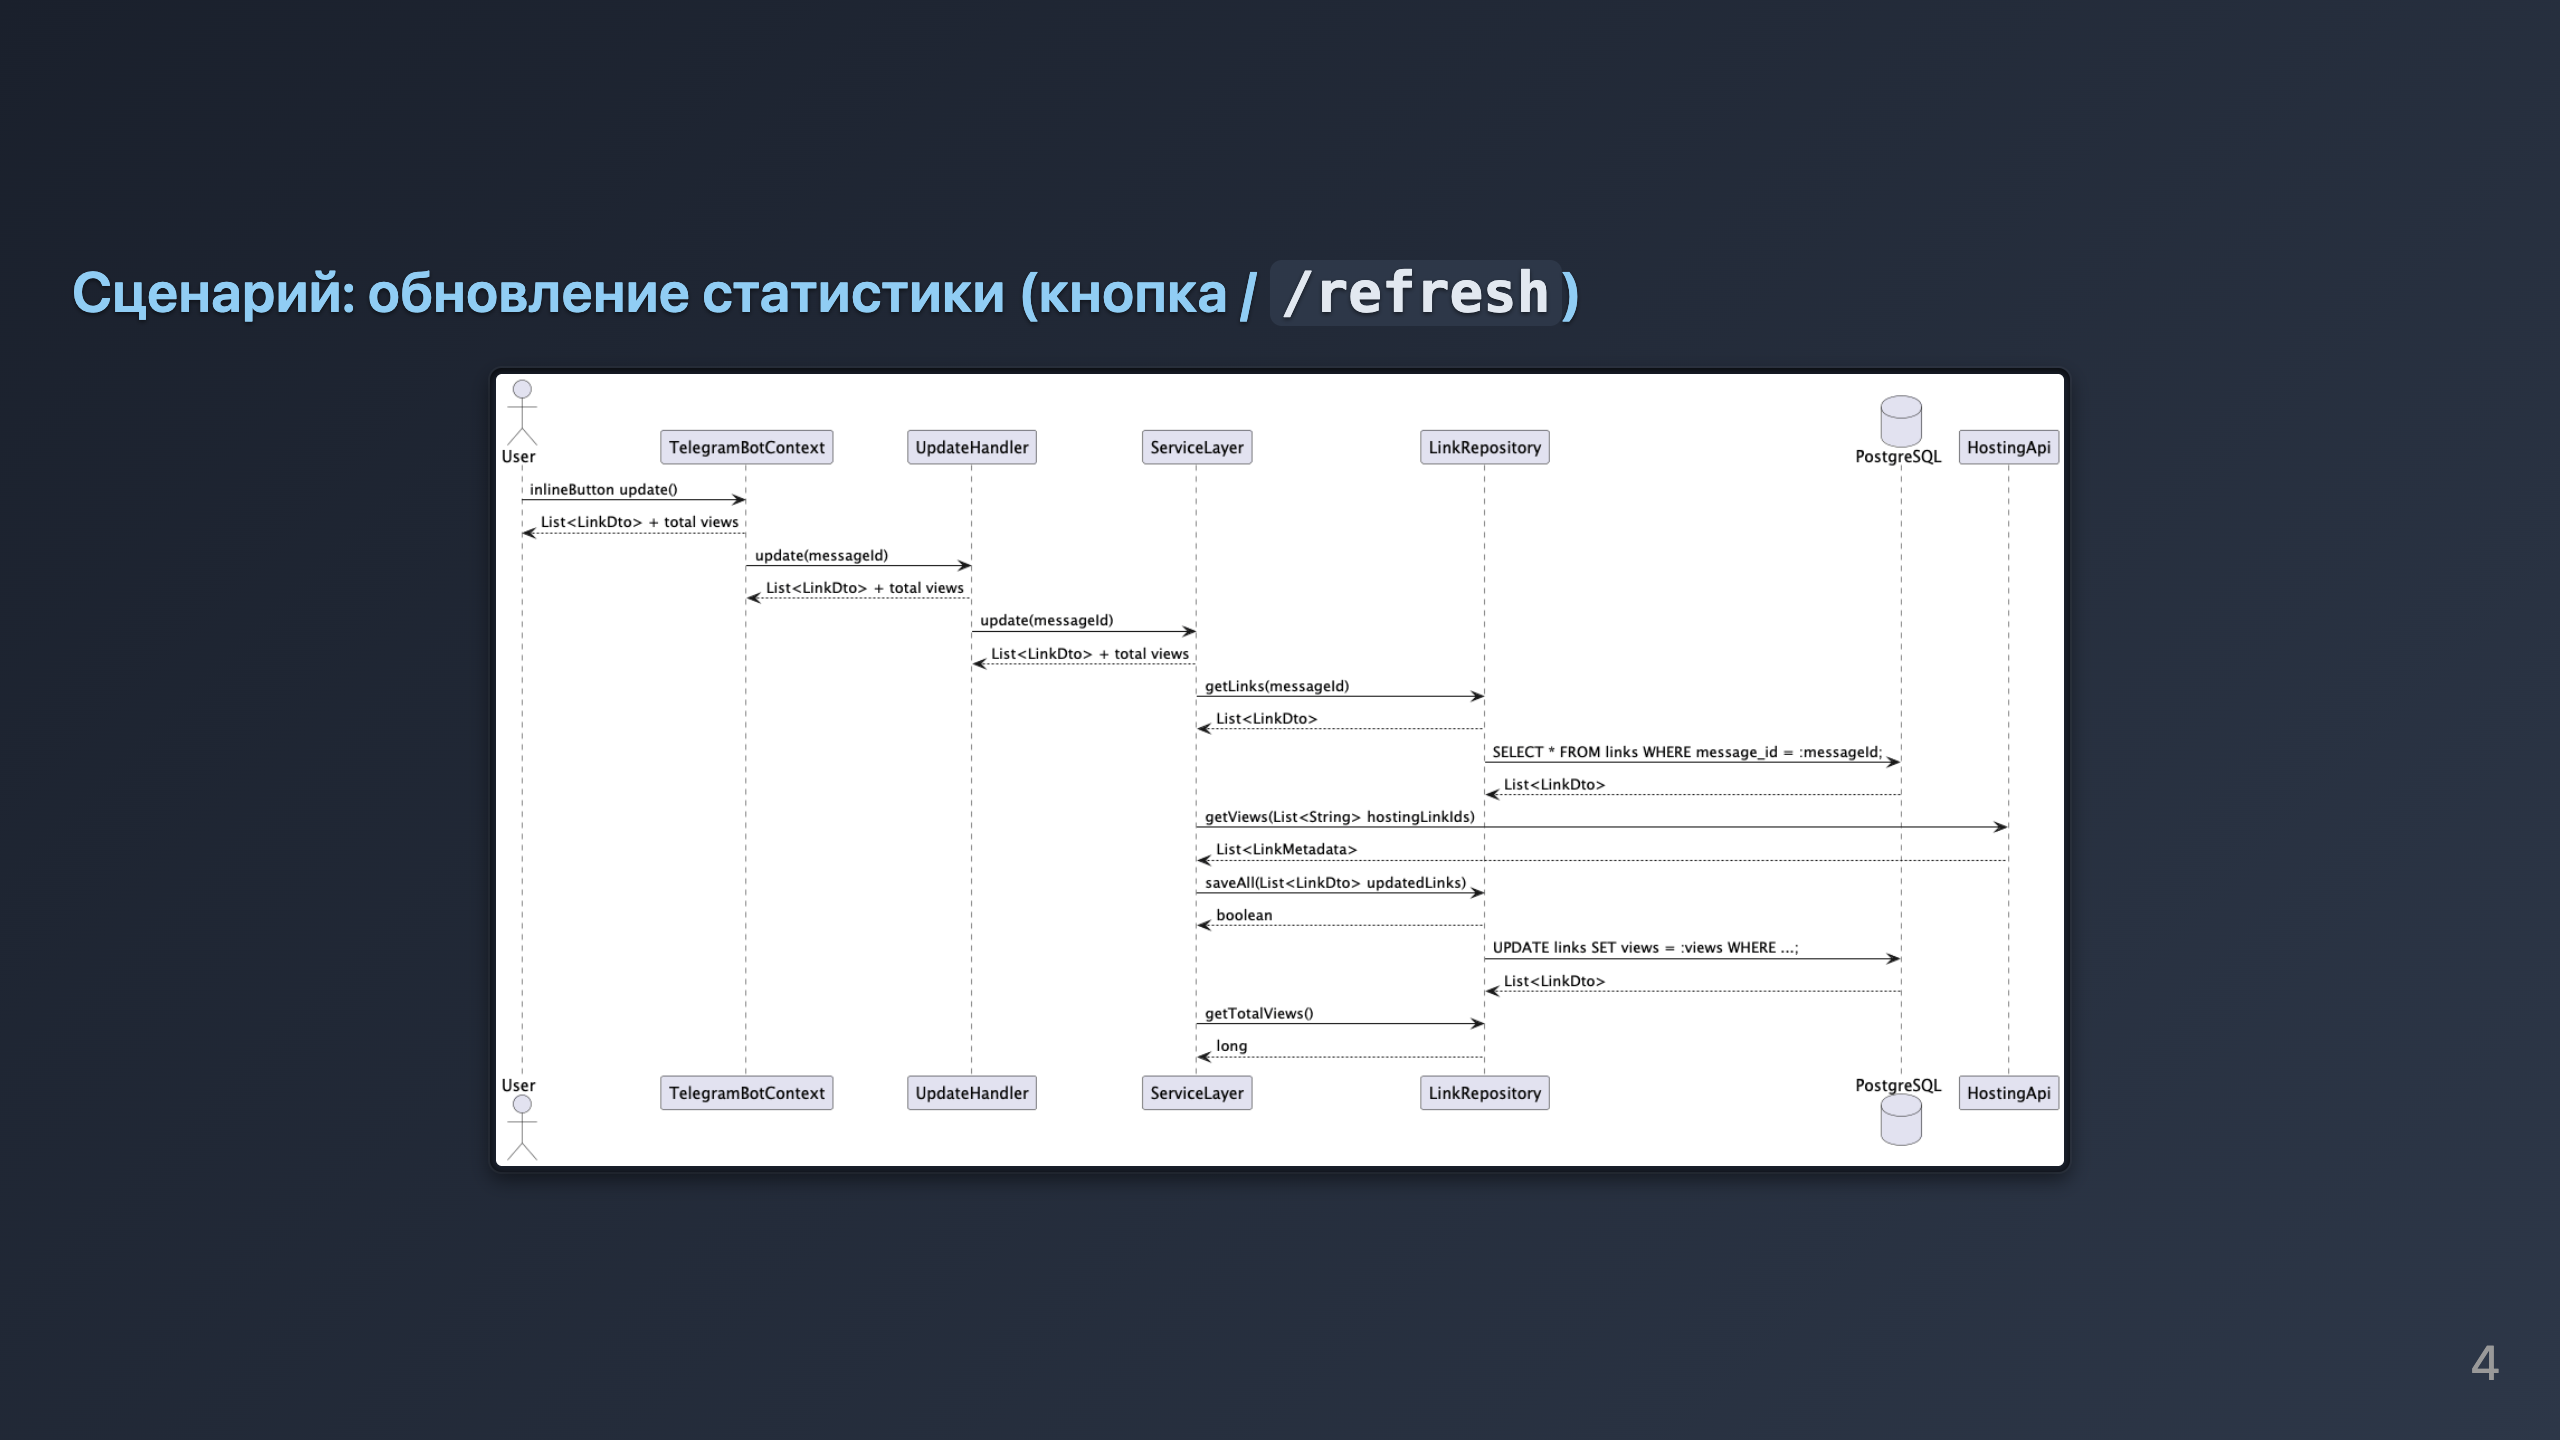 Сценарий: обновление статистики (кнопка / /refresh)
User
TelegramBotContext
UpdateHandler
ServiceLayer
LinkRepository
PostgreSQL
HostingApi
inlineButton update()
List<LinkDto> + total views
update(messageId)
List<LinkDto> + total views
update(messageId)
List<LinkDto> + total views
getLinks(messageId)
List<LinkDto>
SELECT * FROM links WHERE message_id = :messageId;
List<LinkDto>
getViews(List<String> hostingLinkIds)
List<LinkMetadata>
saveAll(List<LinkDto> updatedLinks)
boolean
UPDATE links SET views = :views WHERE ...;
List<LinkDto>
getTotalViews()
long
User
TelegramBotContext
UpdateHandler
ServiceLayer
LinkRepository
PostgreSQL
HostingApi
4